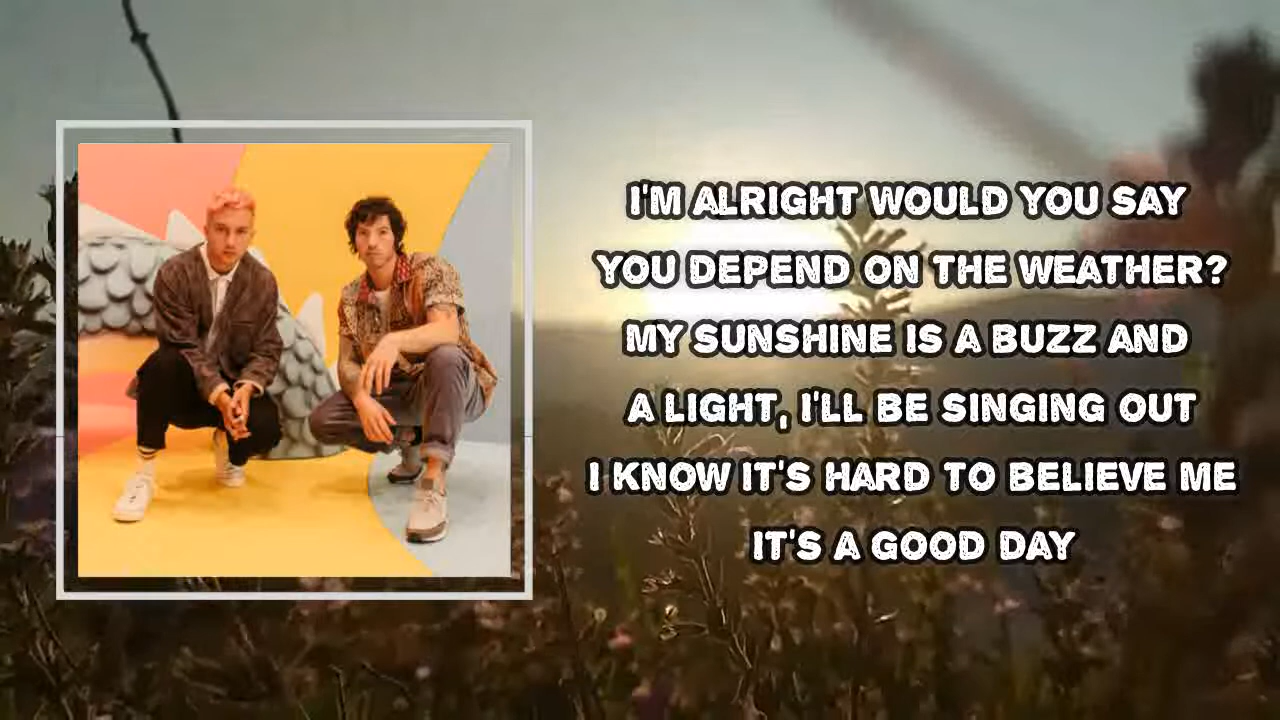 I'M ALRIGHT WOULD YOU SAY
YOU DEPEND ON THE WEATHER?
MY SUNSHINE IS A BUZZ AND
A LIGHT, I'LL BE SINGING OUT
I KNOW IT'S HARD TO BELIEVE ME
IT'S A GOOD DAY